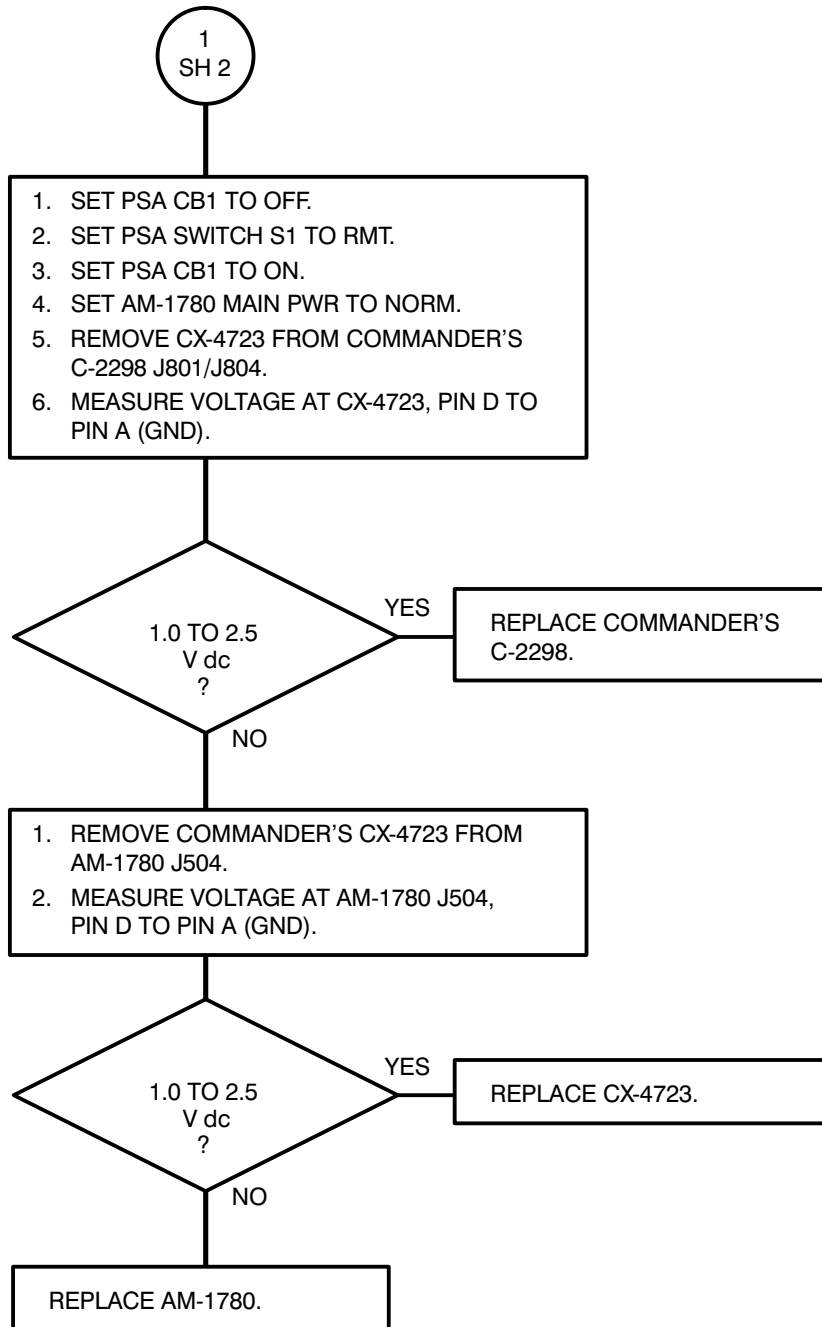 1
SH 2
1. SET PSA CB1 TO OFF.
2. SET PSA SWITCH S1 TO RMT.
3. SET PSA CB1 TO ON.
4. SET AM-1780 MAIN PWR TO NORM.
5. REMOVE CX-4723 FROM COMMANDER'S
C-2298 J801/J804.
6. MEASURE VOLTAGE AT CX-4723, PIN D TO
PIN A (GND).
1.0 TO 2.5
V dc
?
YES
REPLACE COMMANDER'S
C-2298.
NO
1. REMOVE COMMANDER'S CX-4723 FROM
AM-1780 J504.
2. MEASURE VOLTAGE AT AM-1780 J504,
PIN D TO PIN A (GND).
1.0 TO 2.5
V dc
?
YES
REPLACE CX-4723.
NO
REPLACE AM-1780.